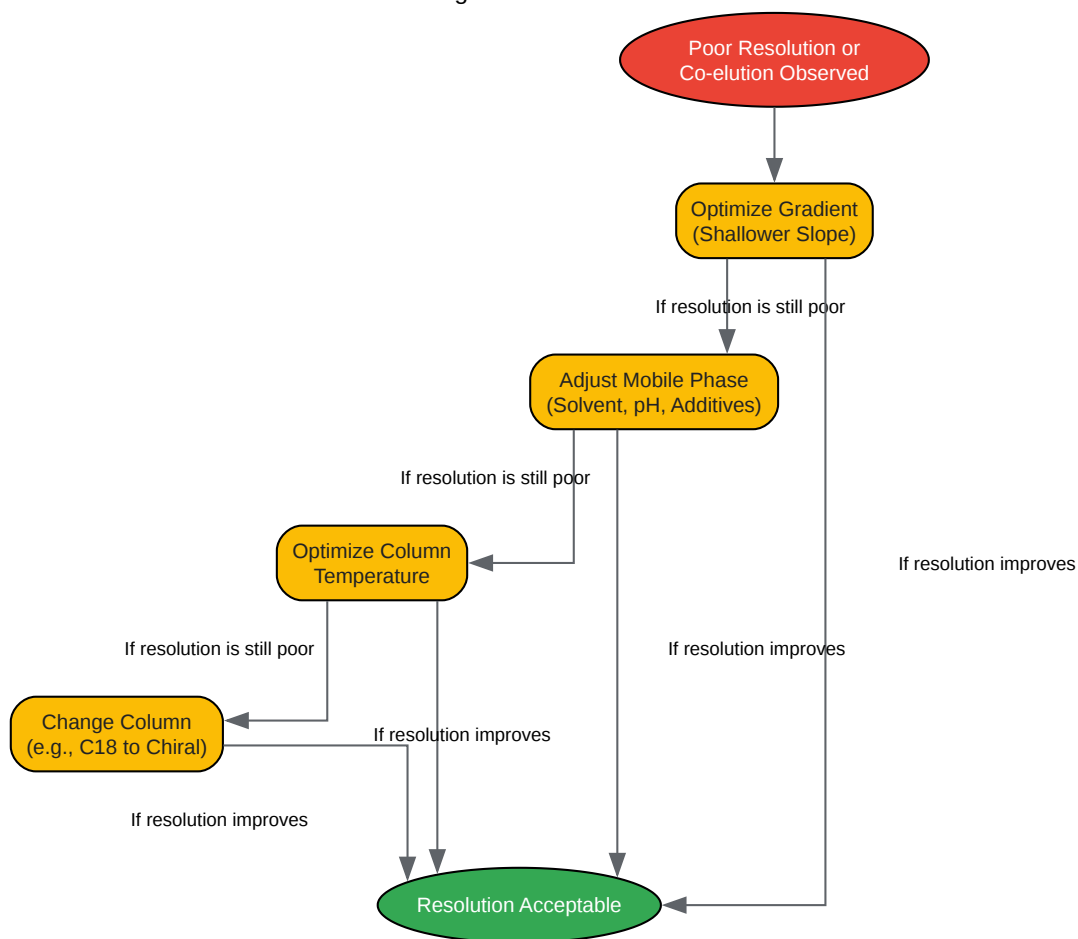 Poor Resolution or
Co-elution Observed
Optimize Gradient
(Shallower Slope)
If resolution is still poor
Adjust Mobile Phase
(Solvent, pH, Additives)
If resolution is still poor
Optimize Column
Temperature
If resolution improves
If resolution is still poor
If resolution improves
Change Column
(e.g., C18 to Chiral)
If resolution improves
If resolution improves
Resolution Acceptable